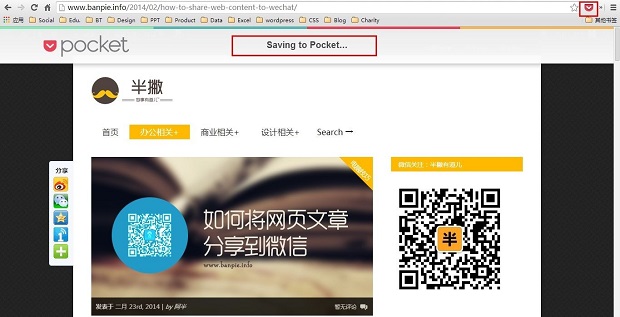 www.banpie.info/2014/02/how-to-share-web-content-to-wechat/
应用 Social Edu. BT Design PPT Product Data Excel wordpress CSS Blog Charity 其他书签
pocket
Saving to Pocket...
半撇
首页 办公相关+ 商业相关+ 设计相关+ Search
分享
如何将网页文章
分享到微信
www.banpie.info
发表于 二月 23rd, 2014 | by 阿半
暂无评论
微信关注：半撇有道儿
半